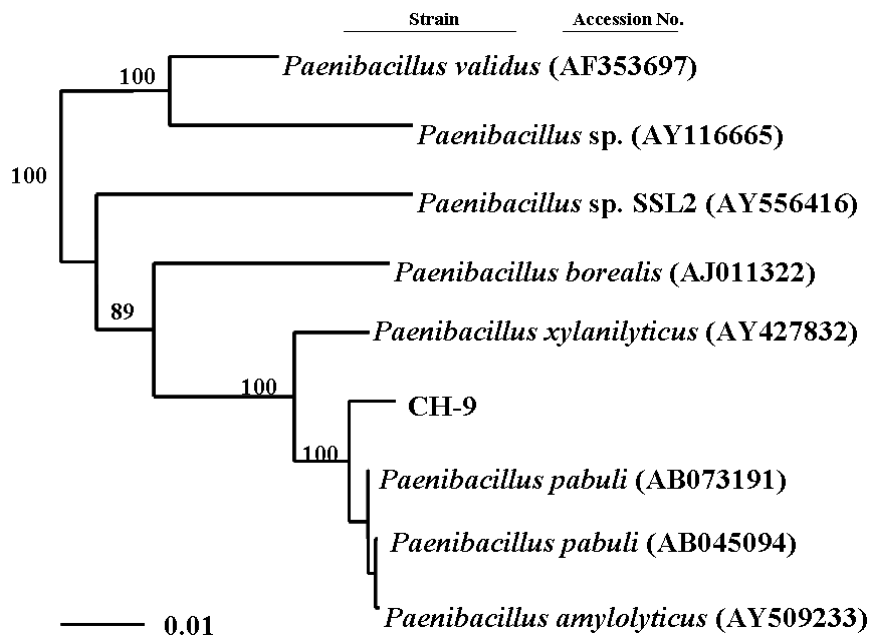 Strain Accession No.
Paenibacillus validus (AF353697)
100
Paenibacillus sp. (AY116665)
100
Paenibacillus sp. SSL2 (AY556416)
Paenibacillus borealis (AJ011322)
89
Paenibacillus xylanilyticus (AY427832)
100
CH-9
100
Paenibacillus pabuli (AB073191)
Paenibacillus pabuli (AB045094)
Paenibacillus amylolyticus (AY509233)
0.01